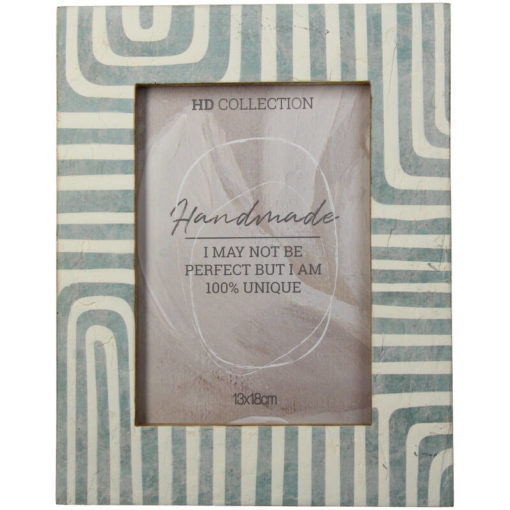 HD COLLECTION
Handmade
I MAY NOT BE
PERFECT BUT I AM
100% UNIQUE
13x18cm